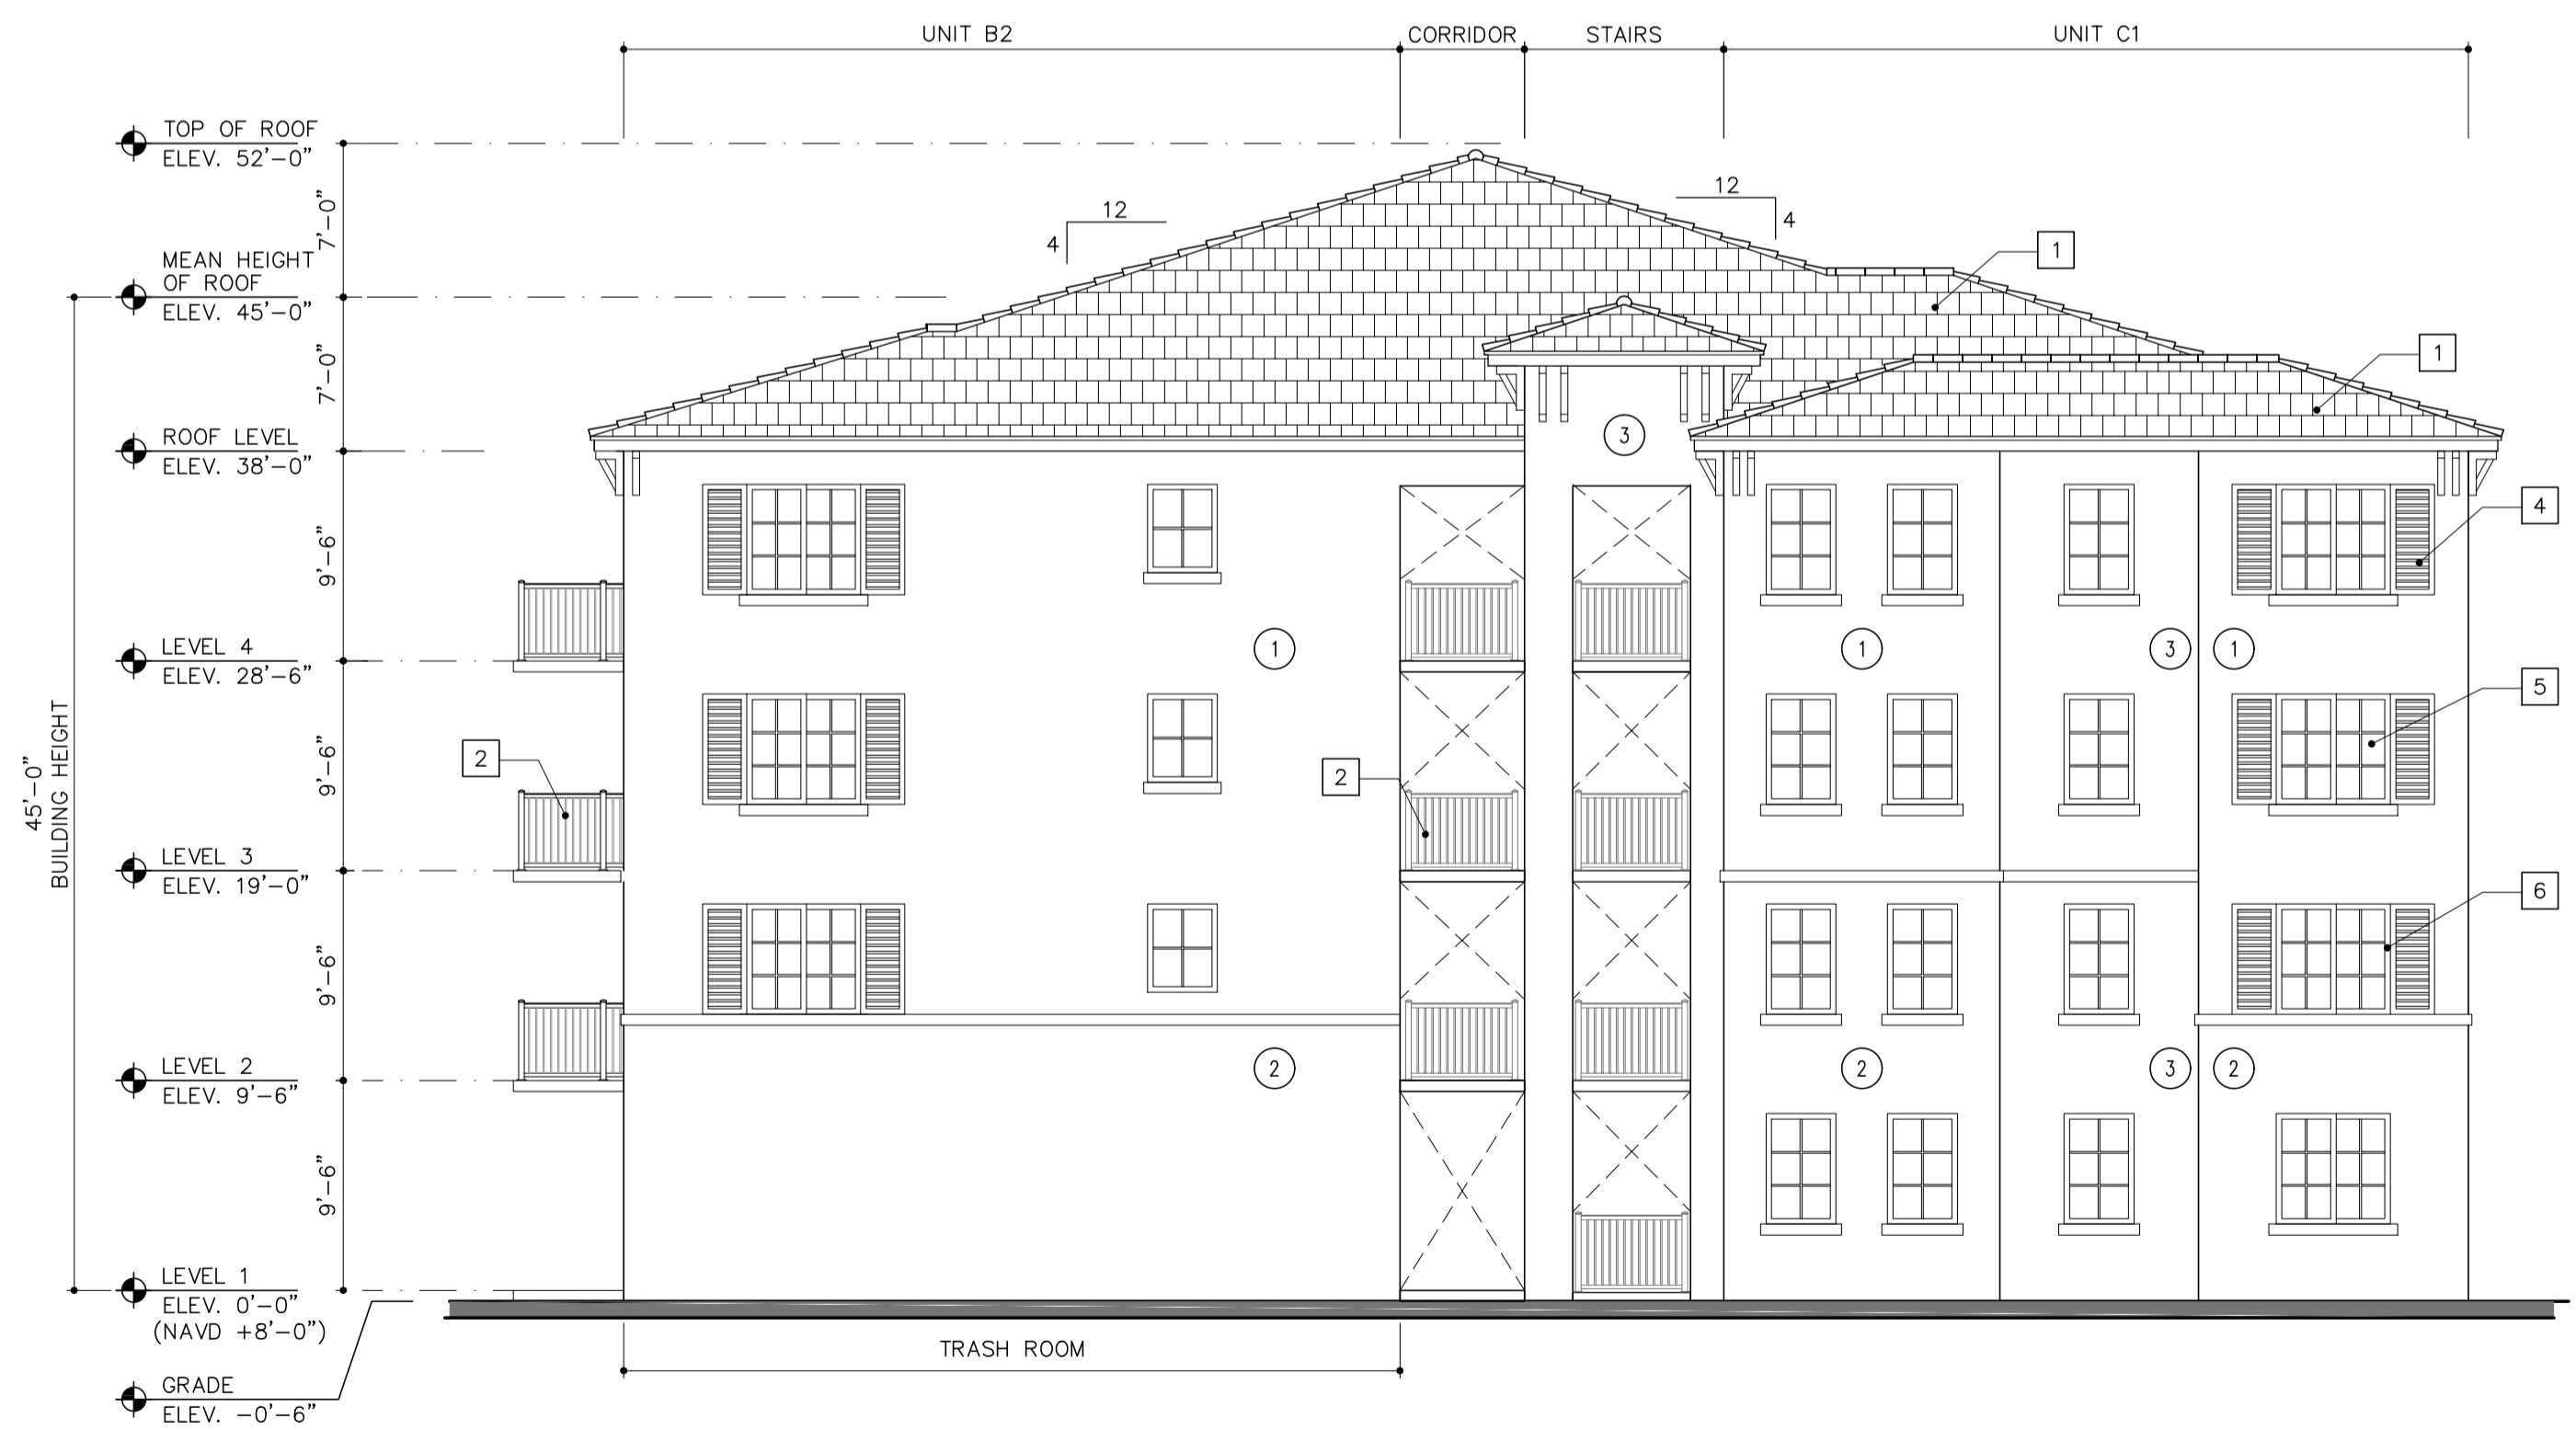 UNIT B2
CORRIDOR
STAIRS
UNIT C1
TOP OF ROOF
ELEV. 52'-0"
7'-0"
12
4
12
4
1
MEAN HEIGHT
OF ROOF
ELEV. 45'-0"
7'-0"
1
ROOF LEVEL
ELEV. 38'-0"
3
4
9'-6"
LEVEL 4
ELEV. 28'-6"
1
1
3
1
5
45'-0"
BUILDING HEIGHT
9'-6"
2
2
LEVEL 3
ELEV. 19'-0"
6
9'-6"
LEVEL 2
ELEV. 9'-6"
2
2
3
2
9'-6"
LEVEL 1
ELEV. 0'-0"
(NAVD +8'-0")
TRASH ROOM
GRADE
ELEV. -0'-6"